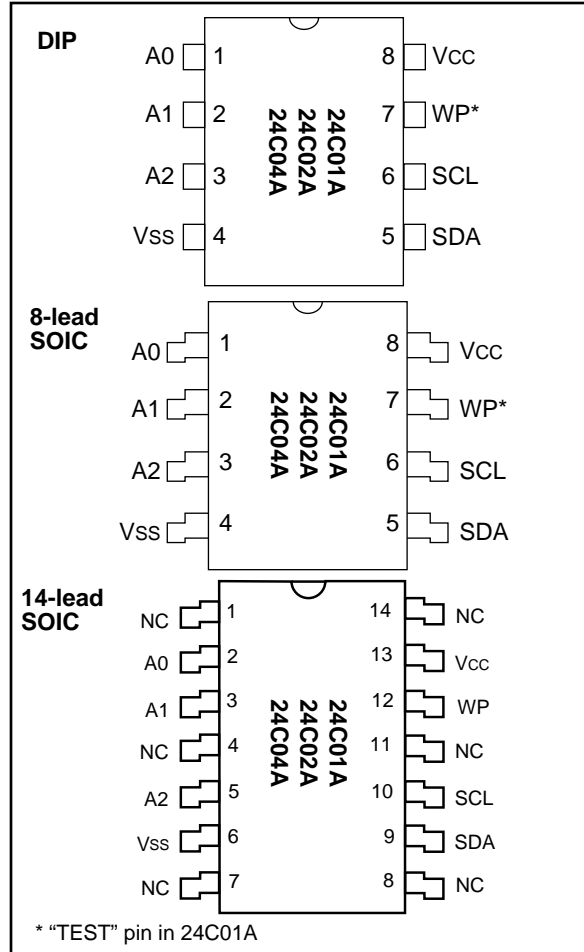 DIP
A0 1 8 VCC
A1 2 7 WP*
A2 3 6 SCL
VSS 4 5 SDA
24C01A
24C02A
24C04A
8-lead
SOIC
A0 1 8 VCC
A1 2 7 WP*
A2 3 6 SCL
VSS 4 5 SDA
24C01A
24C02A
24C04A
14-lead
SOIC
NC 1 14 NC
A0 2 13 VCC
A1 3 12 WP
NC 4 11 NC
A2 5 10 SCL
VSS 6 9 SDA
NC 7 8 NC
24C01A
24C02A
24C04A
* “TEST” pin in 24C01A